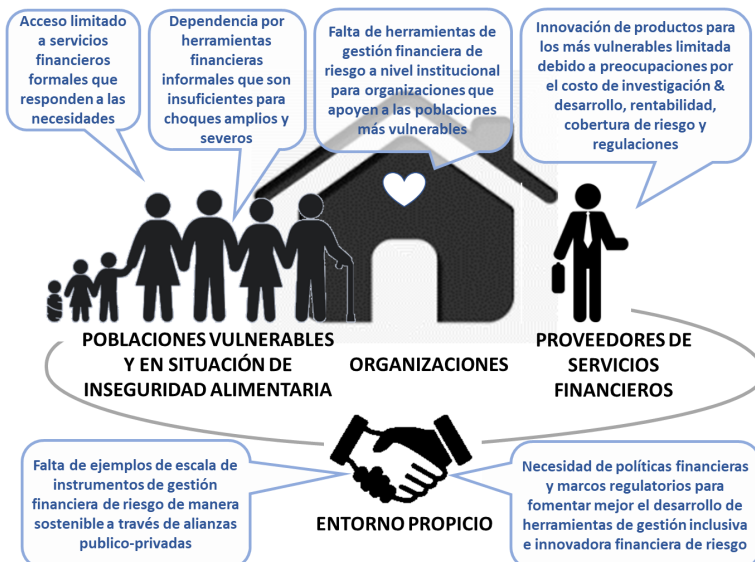 Acceso limitado
a servicios
financieros
formales que
responden a las
necesidades
Dependencia por
herramientas
financieras
informales que son
insuficientes para
choques amplios y
severos
Falta de herramientas de
gestión financiera de
riesgo a nivel institucional
para organizaciones que
apoyen a las poblaciones
más vulnerables
Innovación de productos para
los más vulnerables limitada
debido a preocupaciones por
el costo de investigación &
desarrollo, rentabilidad,
cobertura de riesgo y
regulaciones
POBLACIONES VULNERABLES
Y EN SITUACIÓN DE
INSEGURIDAD ALIMENTARIA
ORGANIZACIONES
PROVEEDORES DE
SERVICIOS
FINANCIEROS
Falta de ejemplos de escala de
instrumentos de gestión
financiera de riesgo de manera
sostenible a través de alianzas
publico-privadas
ENTORNO PROPICIO
Necesidad de políticas financieras
y marcos regulatorios para
fomentar mejor el desarrollo de
herramientas de gestión inclusiva
e innovadora financiera de riesgo